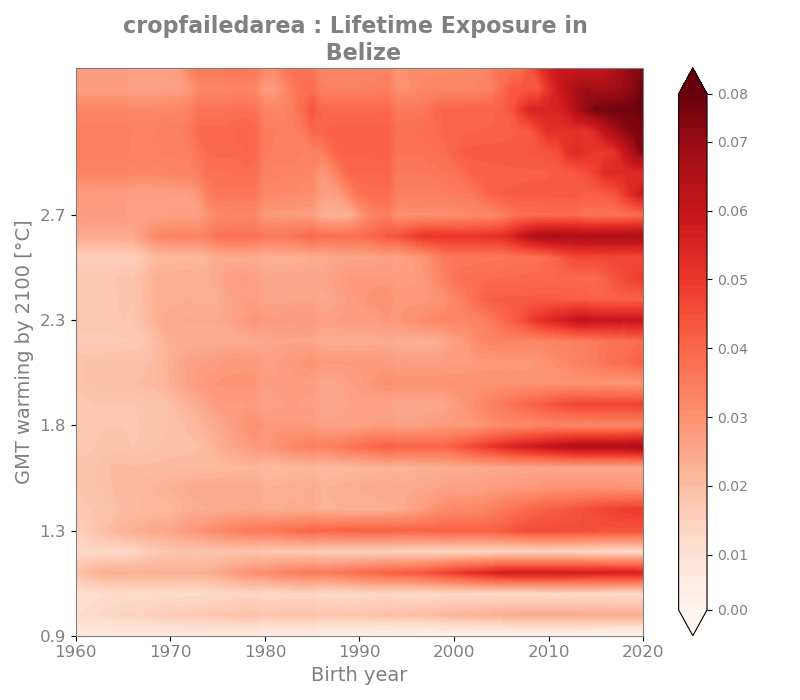 cropfailedarea : Lifetime Exposure in
Belize
GMT warming by 2100 [°C]
2.7
2.3
1.8
1.3
0.9
1960 1970 1980 1990 2000 2010 2020
Birth year
0.08
0.07
0.06
0.05
0.04
0.03
0.02
0.01
0.00